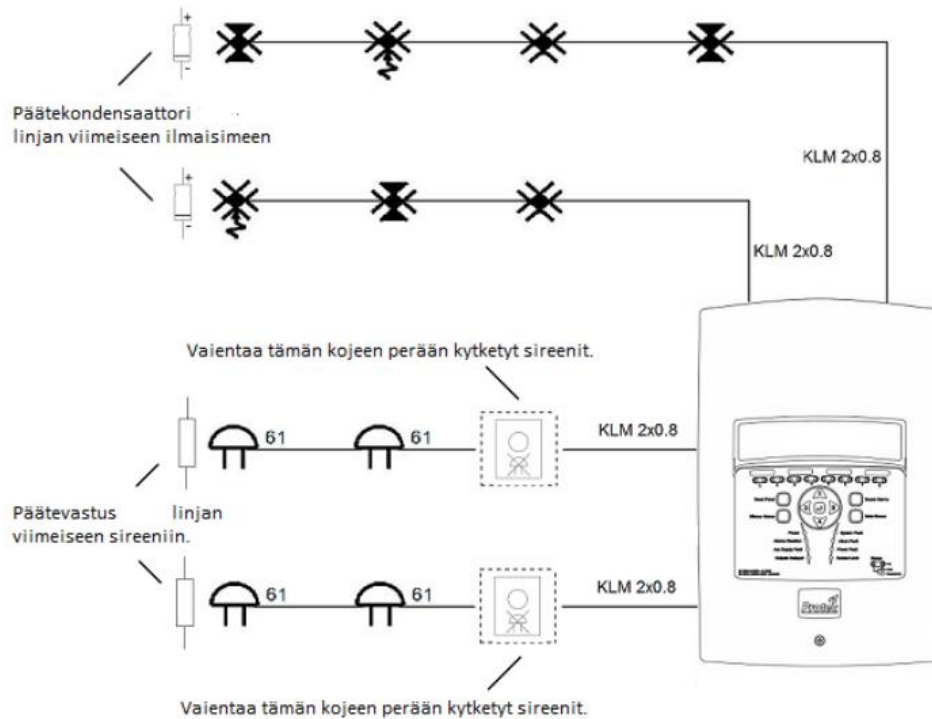 +
-
Päätekondensaattori
linjan viimeiseen ilmaisimeen
KLM 2x0.8
+
-
KLM 2x0.8
Vaientaa tämän kojeen perään kytketyt sireenit.
61
61
KLM 2x0.8
Päätevastus linjan
viimeiseen sireeniin.
61
61
KLM 2x0.8
Vaientaa tämän kojeen perään kytketyt sireenit.
Protek